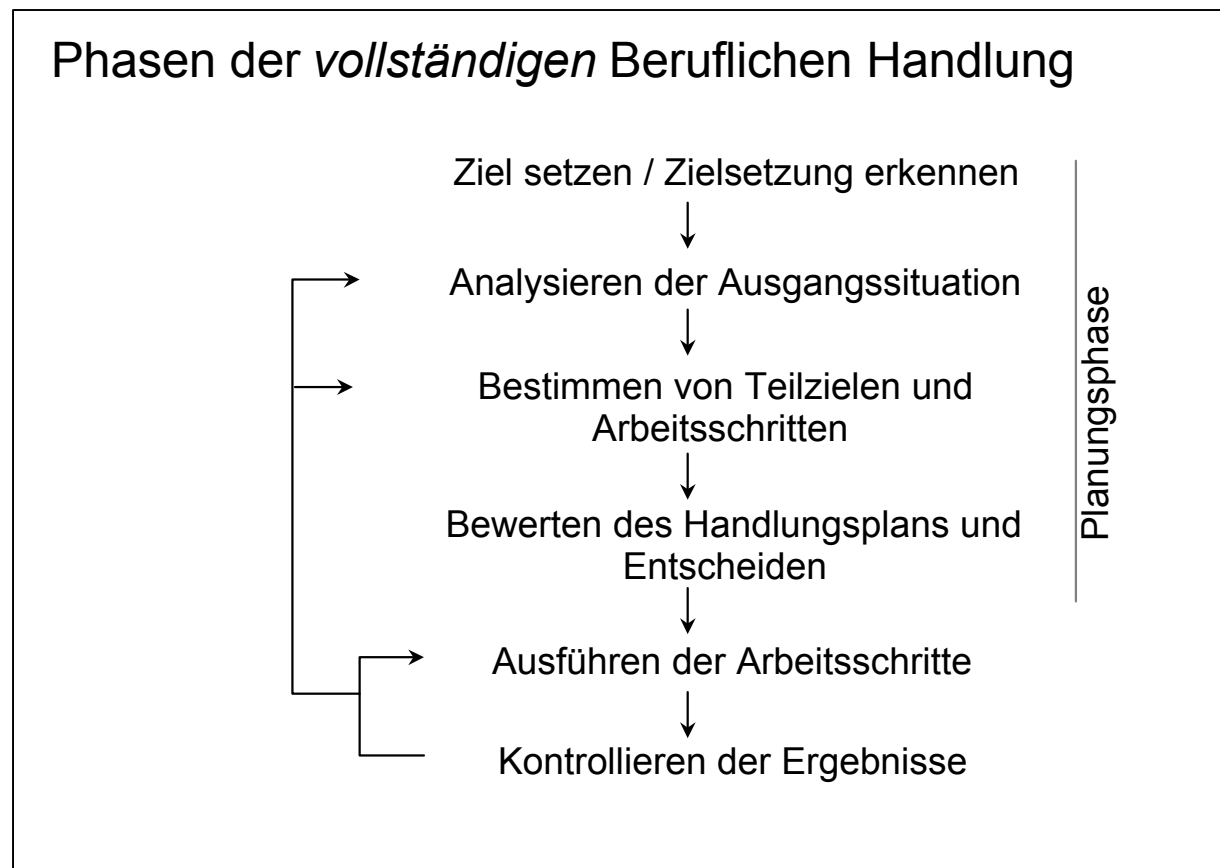 Phasen der vollständigen Beruflichen Handlung
Ziel setzen / Zielsetzung erkennen
Analysieren der Ausgangssituation
Bestimmen von Teilzielen und
Arbeitsschritten
Bewerten des Handlungsplans und
Entscheiden
Ausführen der Arbeitsschritte
Kontrollieren der Ergebnisse
Planungsphase